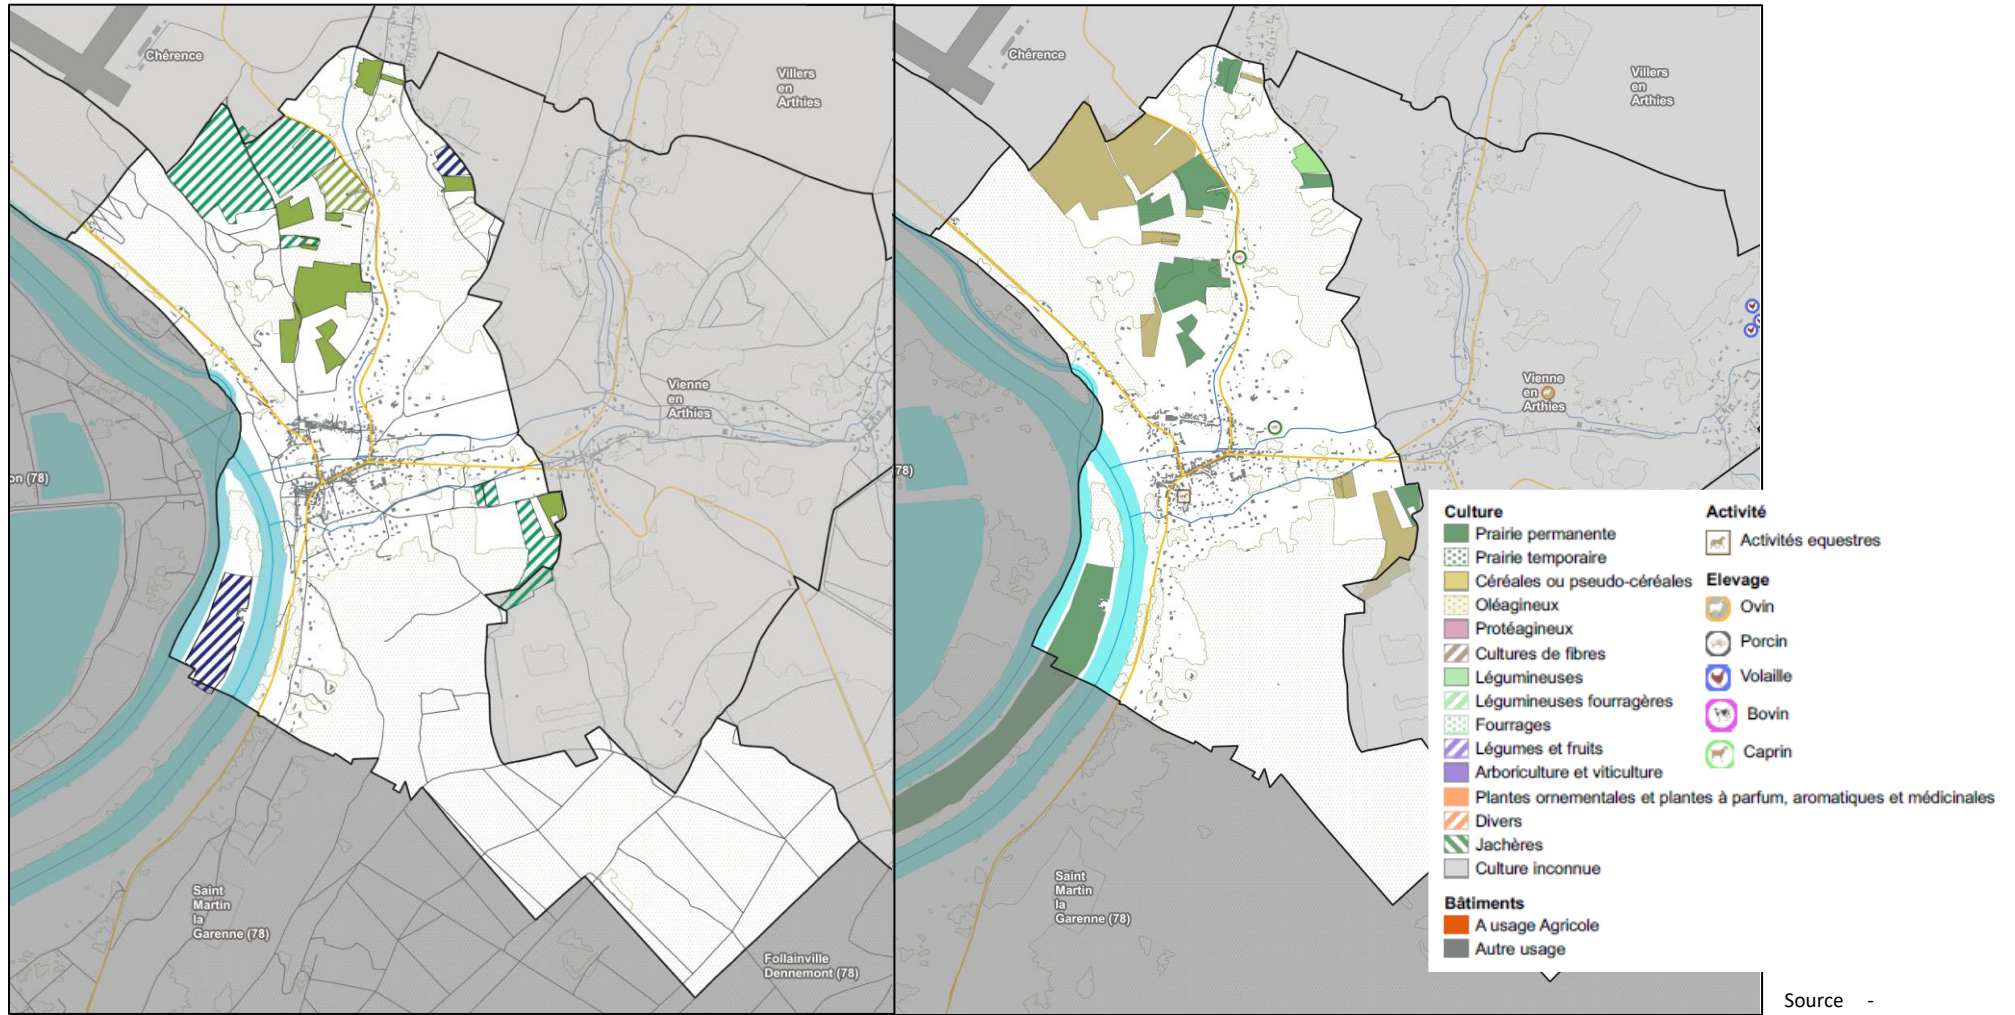 Chérence
Villers
en
Arthies
Vienne
en
Arthies
on (78)
Saint
Martin
la
Garenne (78)
Follainville
Dennemont (78)
Chérence
Villers
en
Arthies
Vienne
en
Arthies
78)
Saint
Martin
la
Garenne (78)
Culture
Prairie permanente
Prairie temporaire
Céréales ou pseudo-céréales
Oléagineux
Protéagineux
Cultures de fibres
Légumineuses
Légumineuses fourragères
Fourrages
Légumes et fruits
Arboriculture et viticulture
Plantes ornementales et plantes à parfum, aromatiques et médicinales
Divers
Jachères
Culture inconnue
Bâtiments
A usage Agricole
Autre usage
Activité
Activités equestres
Elevage
Ovin
Porcin
Volaille
Bovin
Caprin
Source -